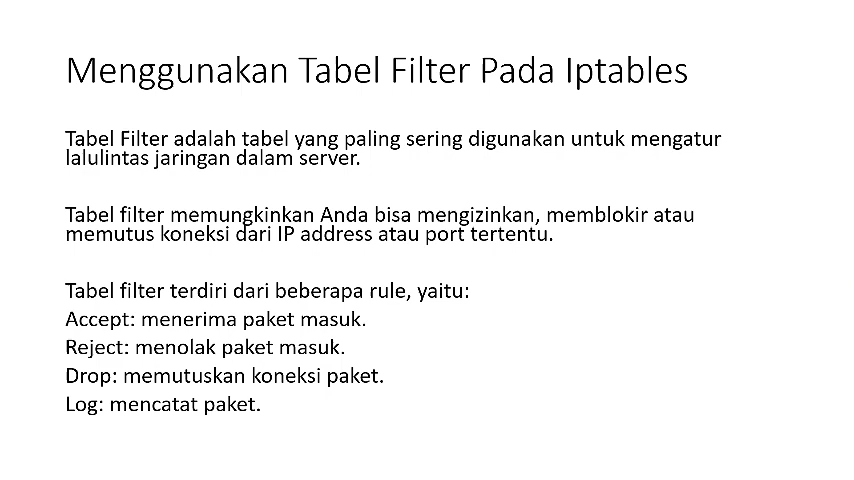 Menggunakan Tabel Filter Pada Iptables
Tabel Filter adalah tabel yang paling sering digunakan untuk mengatur
lalulintas jaringan dalam server.
Tabel filter memungkinkan Anda bisa mengizinkan, memblokir atau
memutus koneksi dari IP address atau port tertentu.
Tabel filter terdiri dari beberapa rule, yaitu:
Accept: menerima paket masuk.
Reject: menolak paket masuk.
Drop: memutuskan koneksi paket.
Log: mencatat paket.